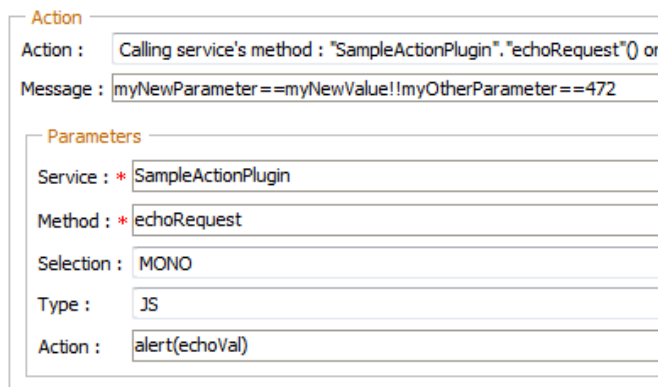 Action
Action : Calling service's method : "SampleActionPlugin"."echoRequest"() or
Message : myNewParameter==myNewValue!!myOtherParameter==472
Parameters
Service : * SampleActionPlugin
Method : * echoRequest
Selection : MONO
Type : JS
Action : alert(echoVal)